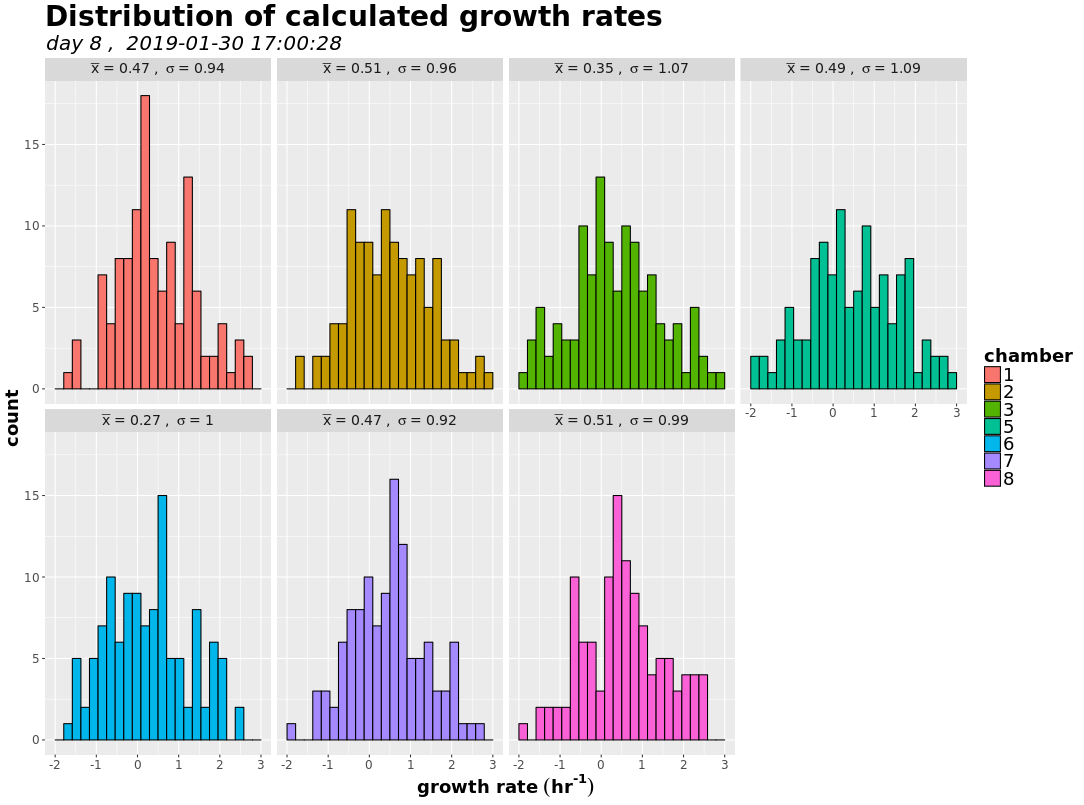 Distribution of calculated growth rates
day 8 ,  2019-01-30 17:00:28
x̅ = 0.47 ,  σ = 0.94
x̅ = 0.51 ,  σ = 0.96
x̅ = 0.35 ,  σ = 1.07
x̅ = 0.49 ,  σ = 1.09
15
10
5
0
-2 -1 0 1 2 3
x̅ = 0.27 ,  σ = 1
x̅ = 0.47 ,  σ = 0.92
x̅ = 0.51 ,  σ = 0.99
15
10
5
0
-2 -1 0 1 2 3
-2 -1 0 1 2 3
-2 -1 0 1 2 3
count
growth rate (hr⁻¹)
chamber
1
2
3
5
6
7
8